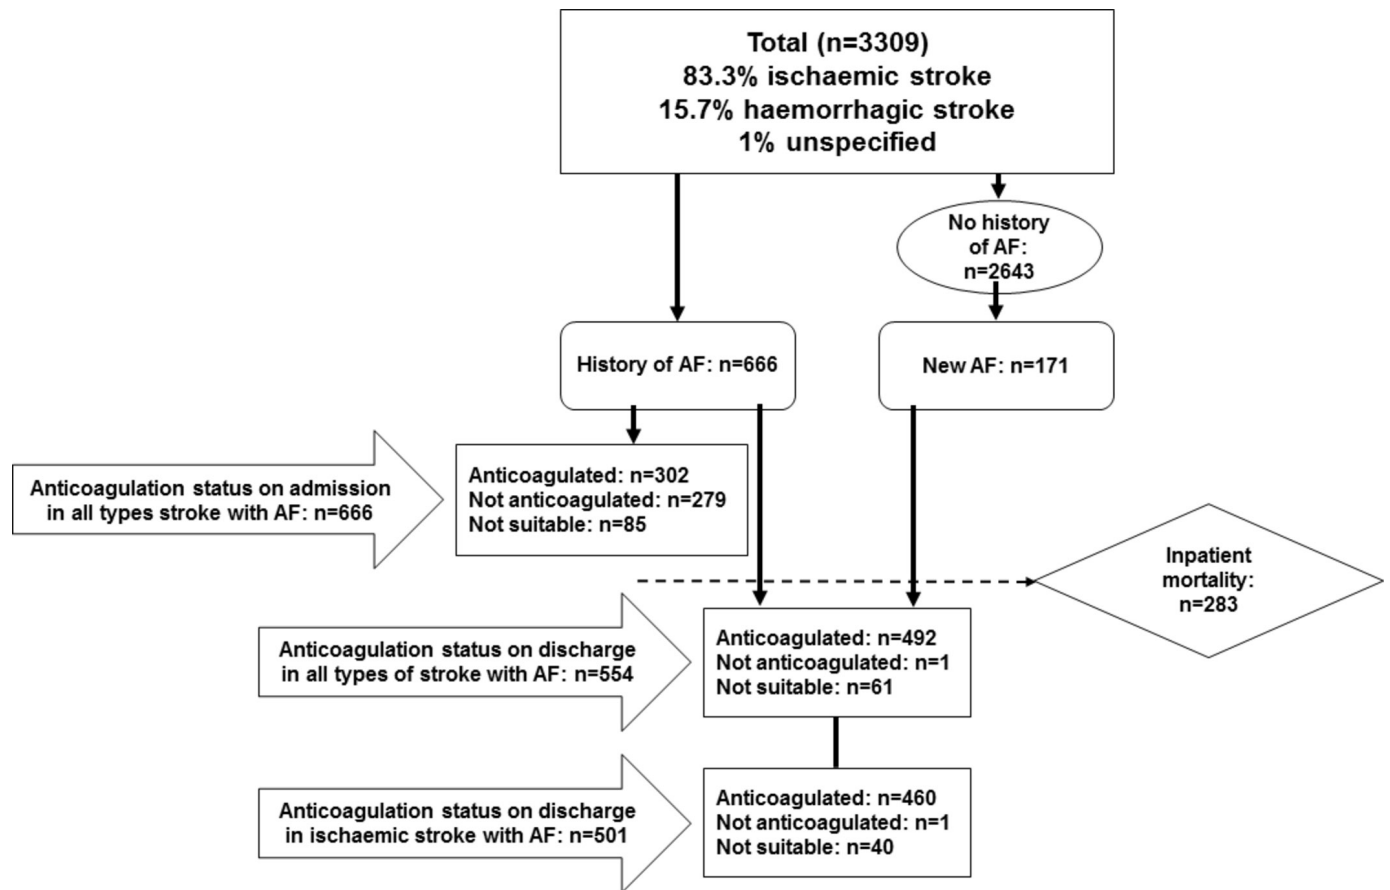 Total (n=3309)
83.3% ischaemic stroke
15.7% haemorrhagic stroke
1% unspecified
No history
of AF:
n=2643
History of AF: n=666
New AF: n=171
Anticoagulation status on admission
in all types stroke with AF: n=666
Anticoagulated: n=302
Not anticoagulated: n=279
Not suitable: n=85
Inpatient
mortality:
n=283
Anticoagulation status on discharge
in all types of stroke with AF: n=554
Anticoagulated: n=492
Not anticoagulated: n=1
Not suitable: n=61
Anticoagulation status on discharge
in ischaemic stroke with AF: n=501
Anticoagulated: n=460
Not anticoagulated: n=1
Not suitable: n=40